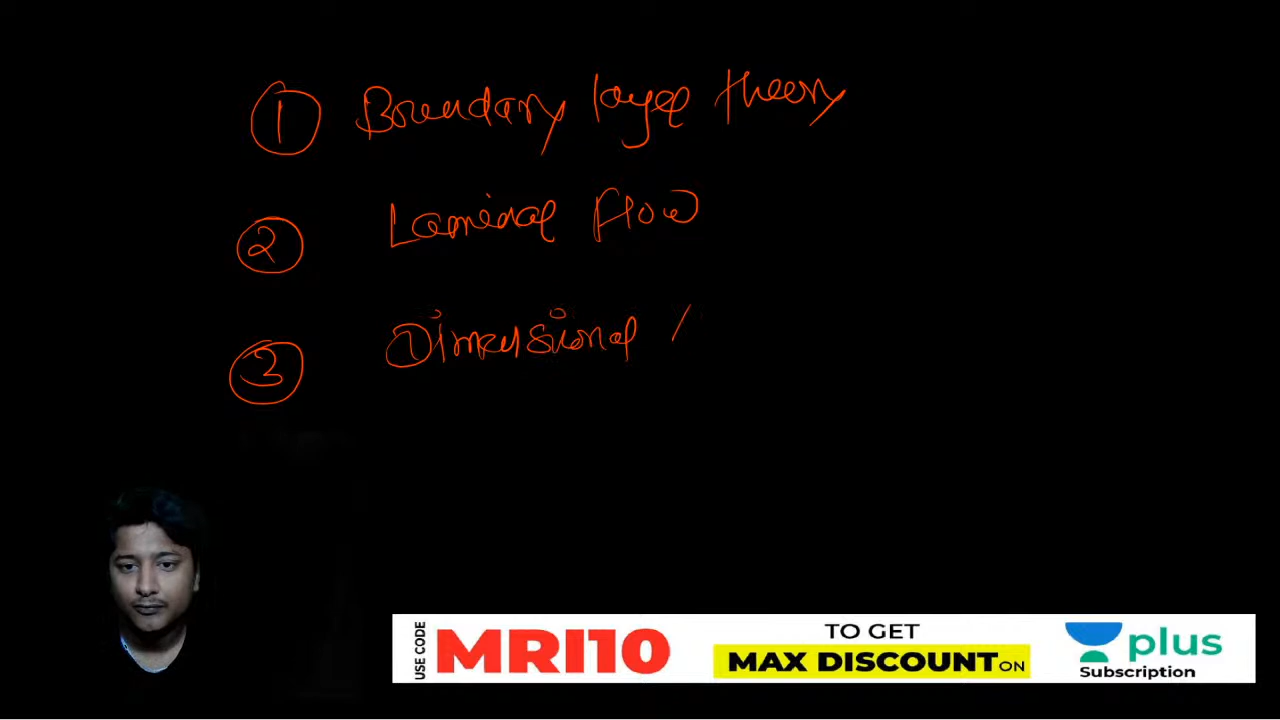 1 Boundary layer theory
2 Laminar flow
3 Dimensional
USE CODE MRI10 TO GET MAX DISCOUNT ON plus Subscription